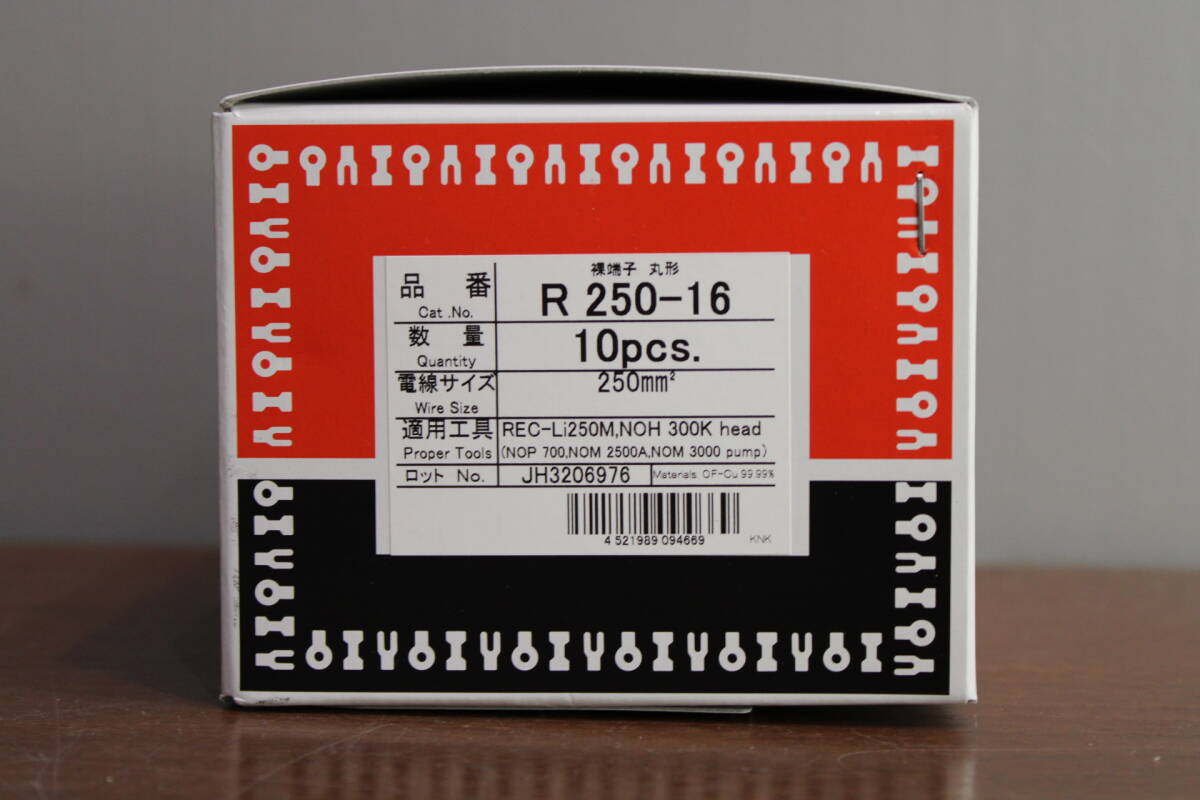 裸端子 丸形
品 番 R 250-16
Cat .No.
数 量 10pcs.
Quantity
電線サイズ 250mm²
Wire Size
適用工具 REC-Li250M,NOH 300K head
Proper Tools (NOP 700,NOM 2500A,NOM 3000 pump)
ロット No. JH3206976 Materials: OF-Cu 99.99%
4 521989 094669 KNK